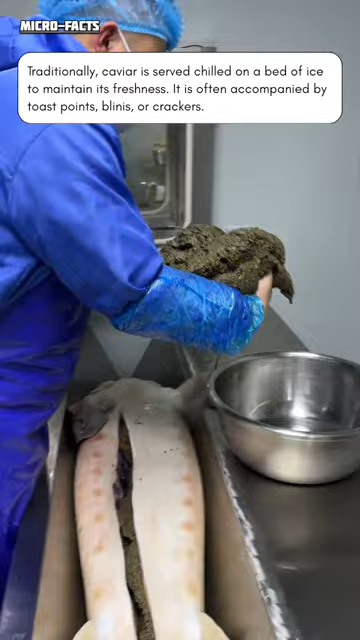 MICRO-FACTS
Traditionally, caviar is served chilled on a bed of ice
to maintain its freshness. It is often accompanied by
toast points, blinis, or crackers.